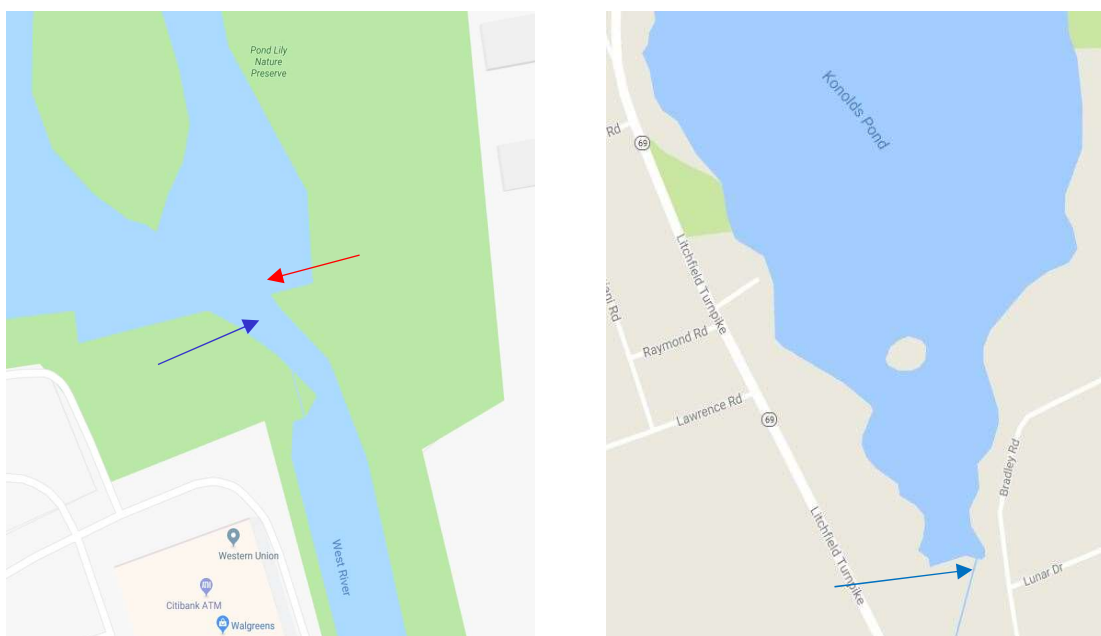 Pond Lily
Nature
Preserve
Western Union
Citibank ATM
ATM
Walgreens
West River
Konolds Pond
Rd
69
Litchfield Turnpike
Raymond Rd
Lawrence Rd
69
Litchfield Turnpike
Bradley Rd
Lunar Dr